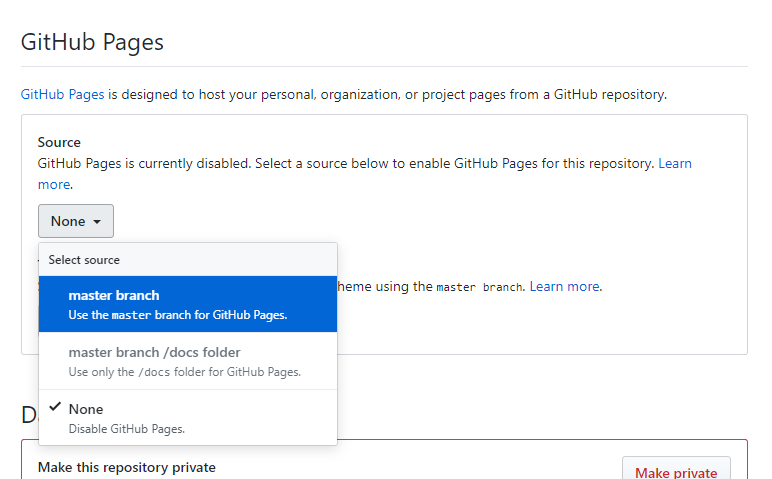 GitHub Pages
GitHub Pages is designed to host your personal, organization, or project pages from a GitHub repository.
Source
GitHub Pages is currently disabled. Select a source below to enable GitHub Pages for this repository. Learn
more.
None
Select source
master branch
Use the master branch for GitHub Pages.
heme using the master branch. Learn more.
master branch /docs folder
Use only the /docs folder for GitHub Pages.
None
Disable GitHub Pages.
D
Make this repository private
Make private